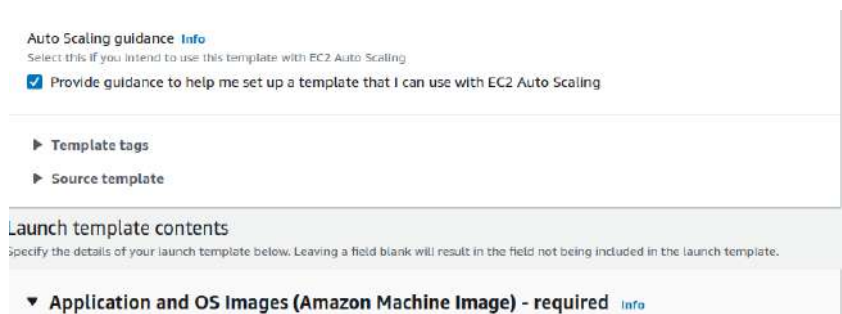 Auto Scaling guidance Info
Select this if you intend to use this template with EC2 Auto Scaling
Provide guidance to help me set up a template that I can use with EC2 Auto Scaling
Template tags
Source template
Launch template contents
Specify the details of your launch template below. Leaving a field blank will result in the field not being included in the launch template.
Application and OS Images (Amazon Machine Image) - required Info